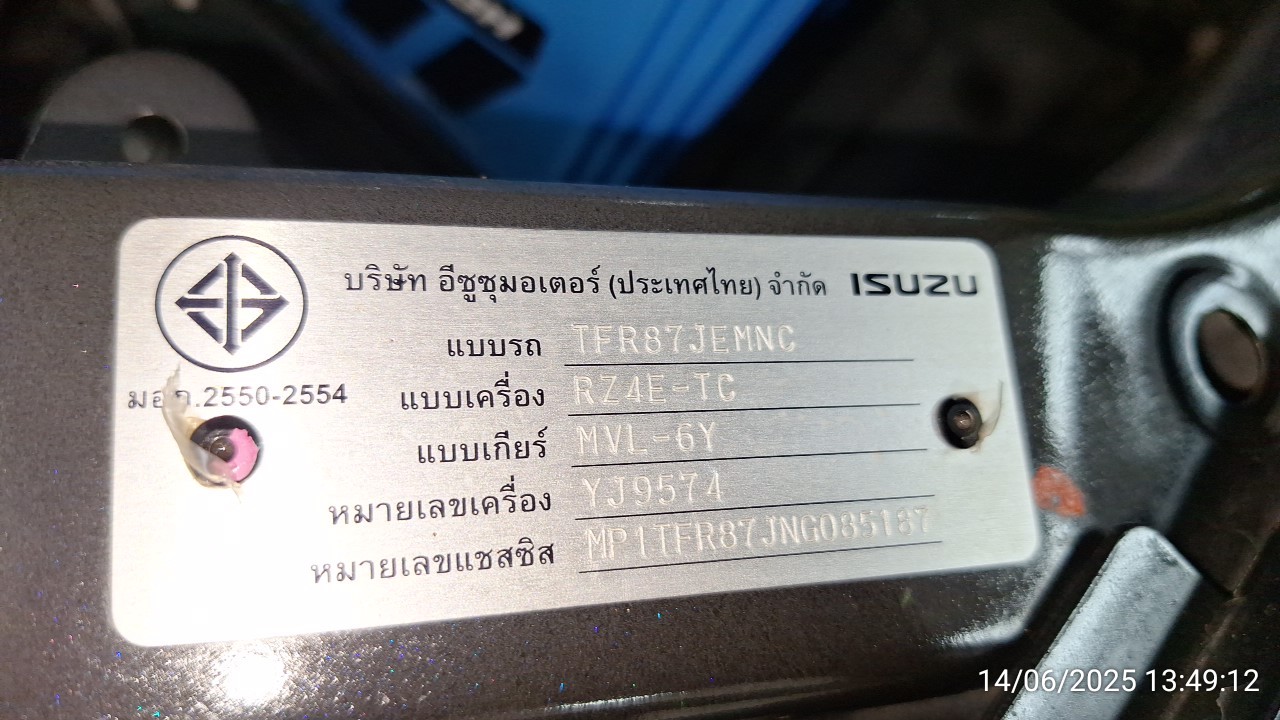 บริษัท อีซูซุมอเตอร์ (ประเทศไทย) จำกัด ISUZU
แบบรถ TFR87JEMNC
มอก.2550-2554
แบบเครื่อง RZ4E-TC
แบบเกียร์ MVL-6Y
หมายเลขเครื่อง YJ9574
หมายเลขแชสซิส MP1TFR87JNG085187
14/06/2025 13:49:12